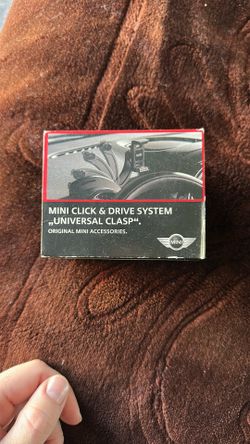 MINI CLICK & DRIVE SYSTEM
„UNIVERSAL CLASP“.
ORIGINAL MINI ACCESSORIES.
MINI